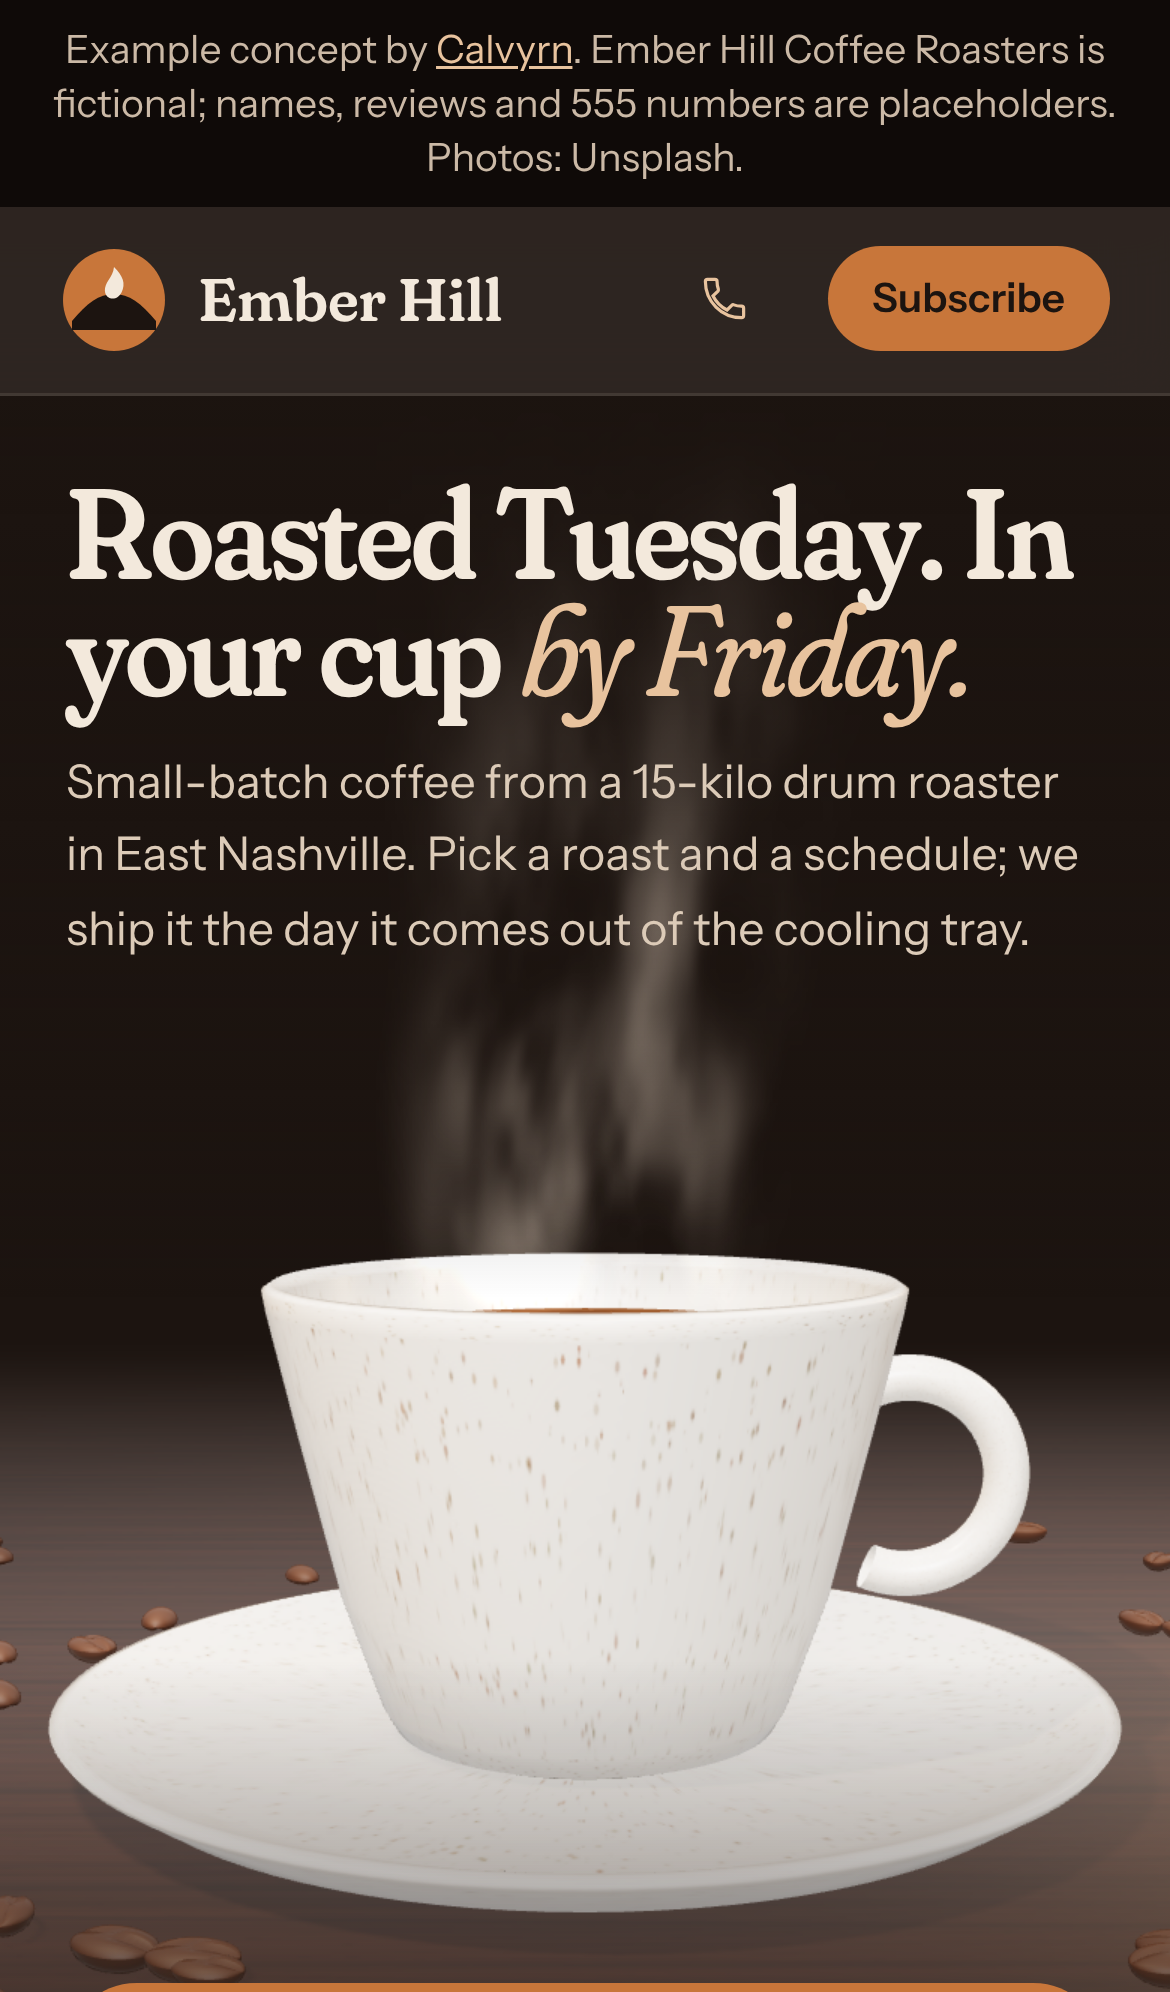 Example concept by Calvyrn. Ember Hill Coffee Roasters is
fictional; names, reviews and 555 numbers are placeholders.
Photos: Unsplash.
Ember Hill
Subscribe
Roasted Tuesday. In
your cup by Friday.
Small-batch coffee from a 15-kilo drum roaster
in East Nashville. Pick a roast and a schedule; we
ship it the day it comes out of the cooling tray.